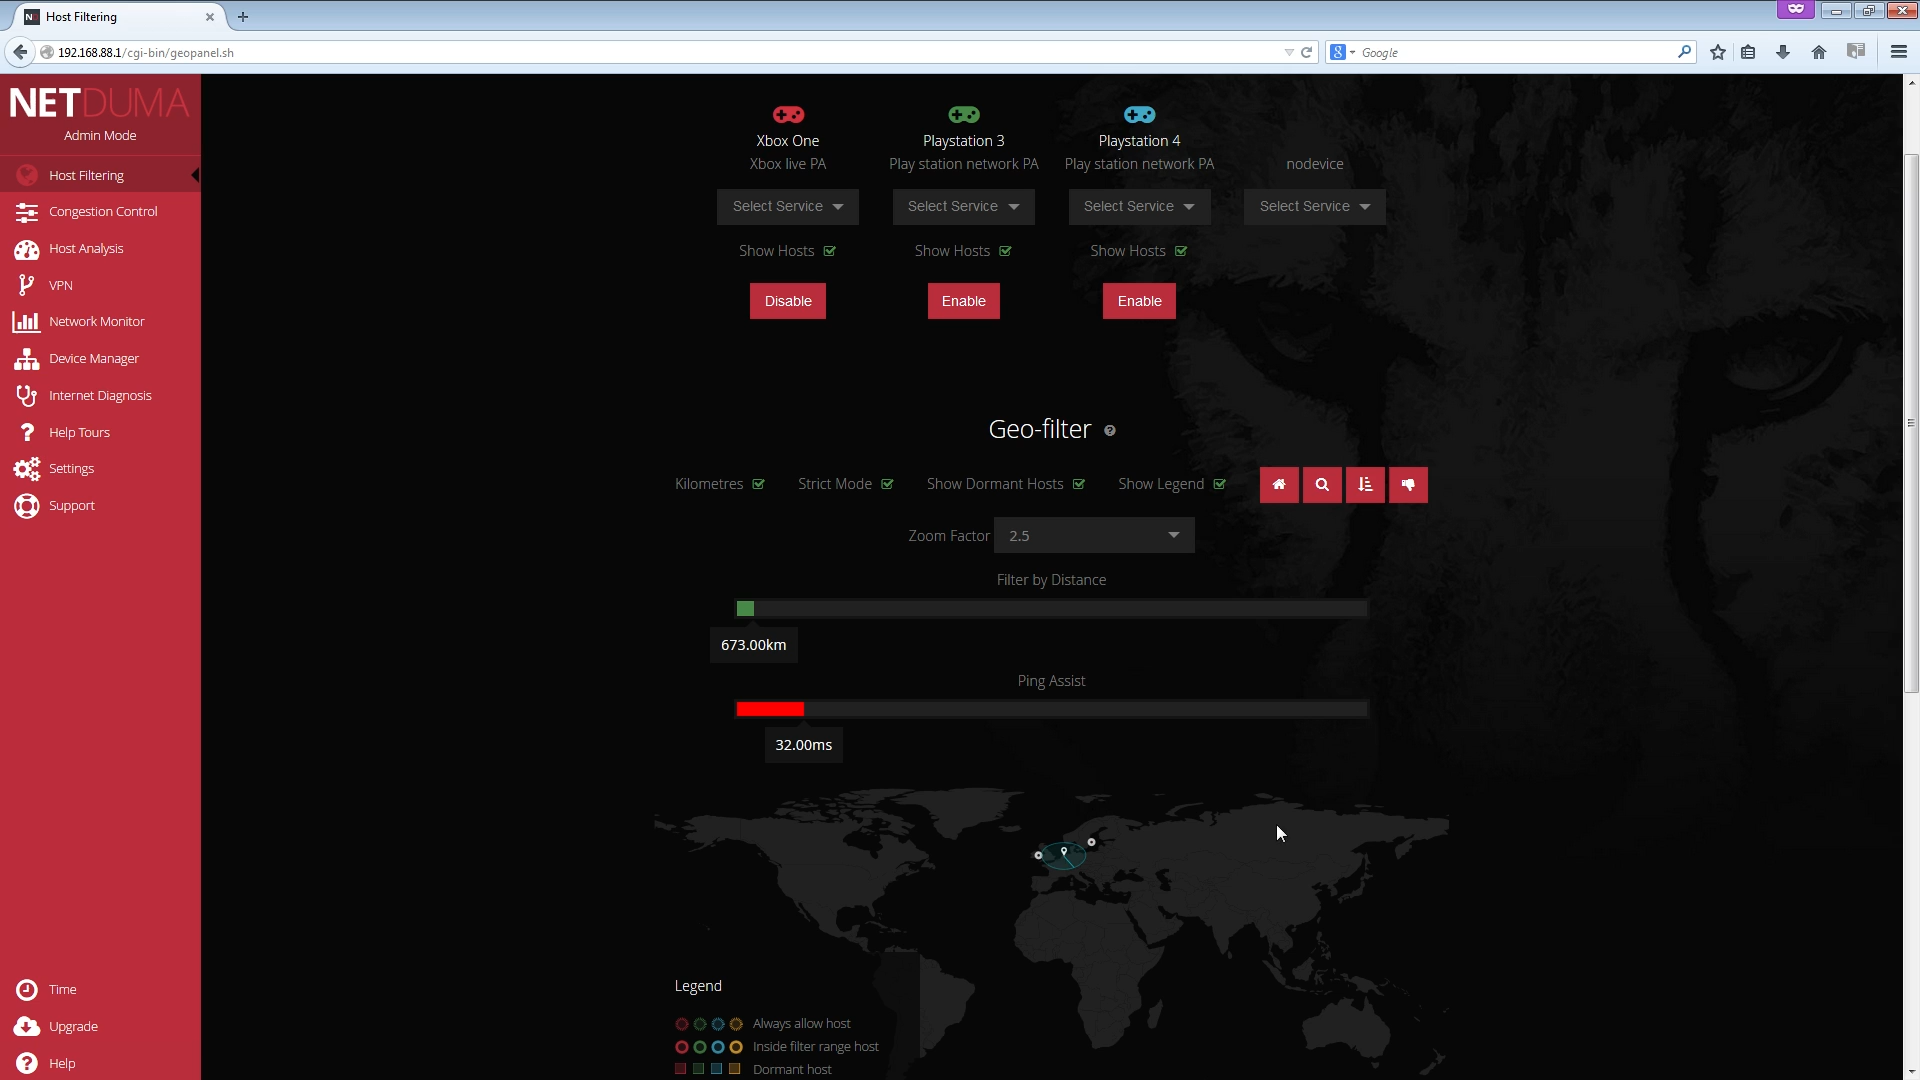 Host Filtering
192.168.88.1/cgi-bin/geopanel.sh
Google
NETDUMA
Admin Mode
Host Filtering
Congestion Control
Host Analysis
VPN
Network Monitor
Device Manager
Internet Diagnosis
Help Tours
Settings
Support
Time
Upgrade
Help
Xbox One
Playstation 3
Playstation 4
Xbox live PA
Play station network PA
Play station network PA
nodevice
Select Service
Select Service
Select Service
Select Service
Show Hosts
Show Hosts
Show Hosts
Disable
Enable
Enable
Geo-filter
Kilometres
Strict Mode
Show Dormant Hosts
Show Legend
Zoom Factor
2.5
Filter by Distance
673.00km
Ping Assist
32.00ms
Legend
Always allow host
Inside filter range host
Dormant host